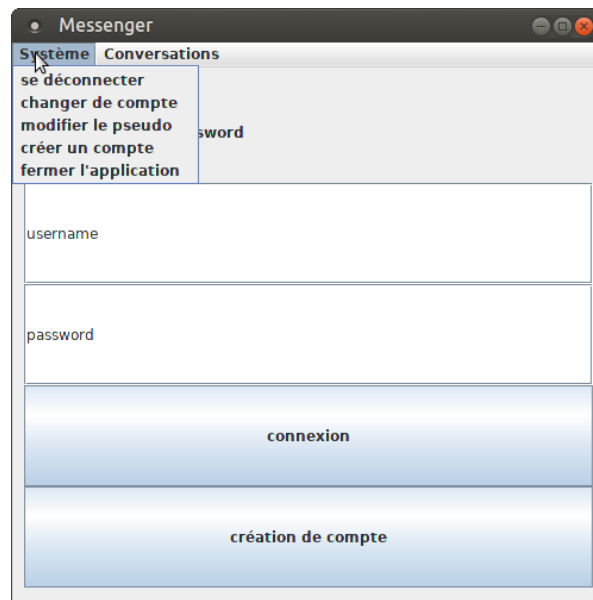 Messenger
Système Conversations
se déconnecter
changer de compte
modifier le pseudo
créer un compte
fermer l'application
sword
username
password
connexion
création de compte